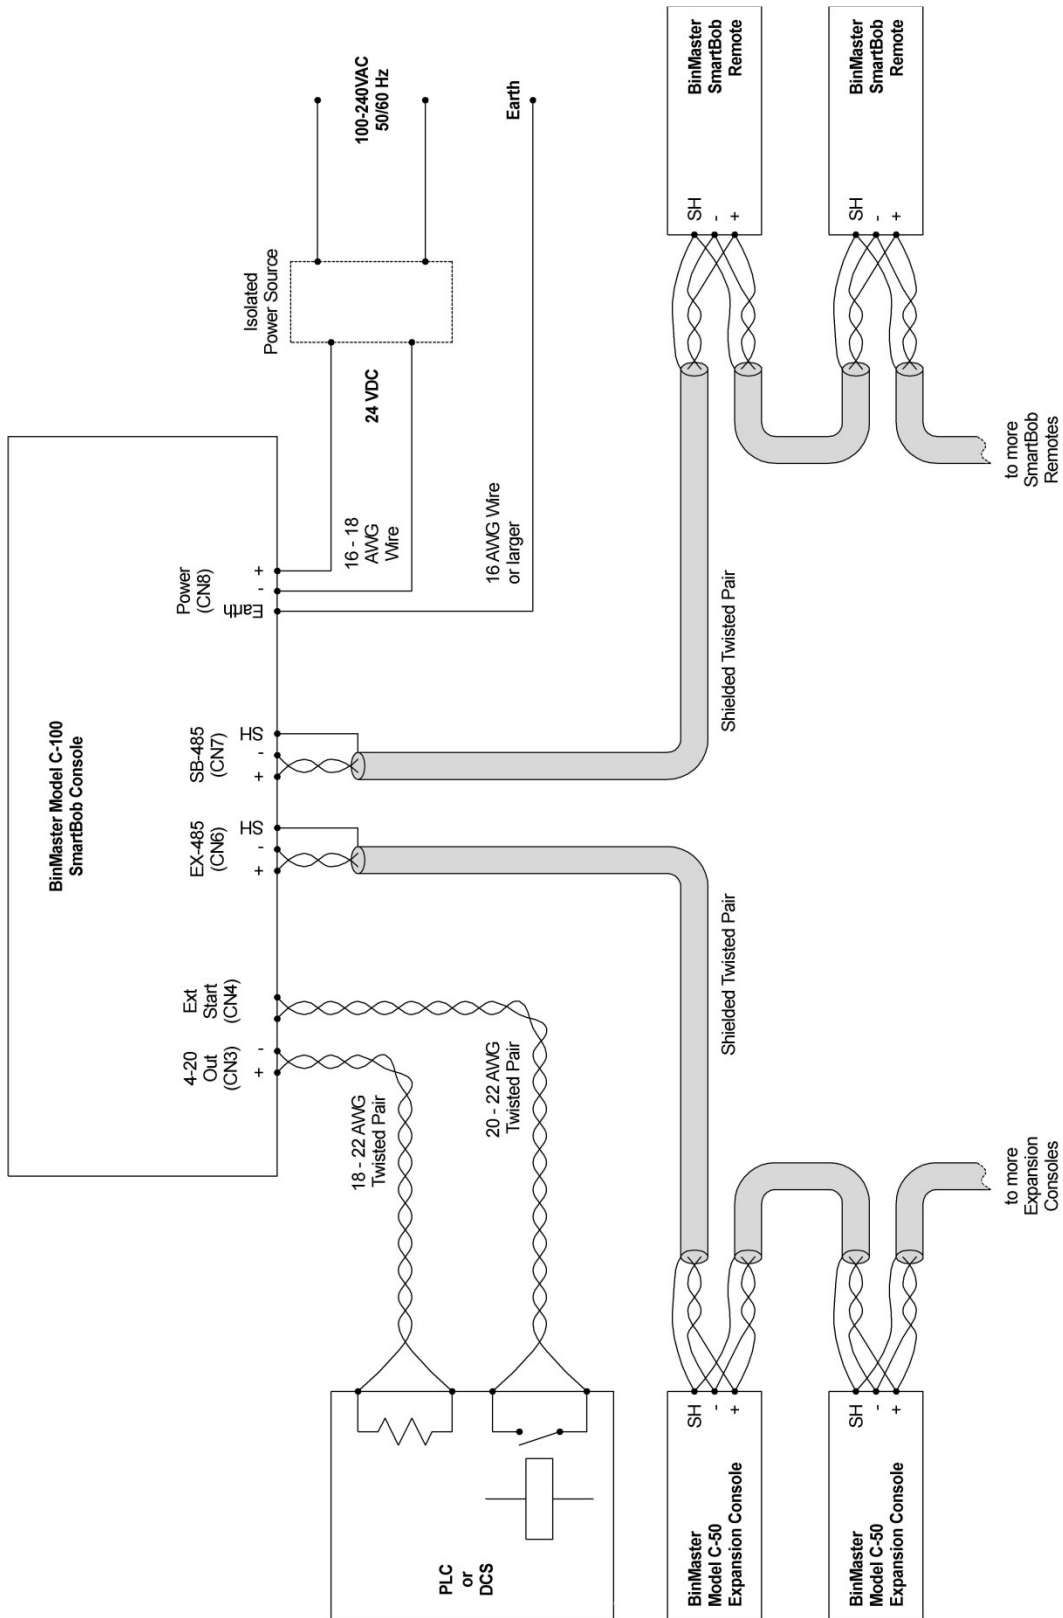 BinMaster Model C-100
SmartBob Console
4-20
Out
(CN3)
+
-
Ext
Start
(CN4)
EX-485
(CN6)
+
-
SH
SB-485
(CN7)
+
-
SH
Power
(CN8)
Earth
-
+
18 - 22 AWG
Twisted Pair
20 - 22 AWG
Twisted Pair
16 - 18
AWG
Wire
16 AWG Wire
or larger
24 VDC
Isolated
Power Source
100-240VAC
50/60 Hz
Earth
PLC
or
DCS
Shielded Twisted Pair
Shielded Twisted Pair
BinMaster
Model C-50
Expansion Console
SH
-
+
BinMaster
Model C-50
Expansion Console
SH
-
+
to more
Expansion
Consoles
BinMaster
SmartBob
Remote
SH
-
+
BinMaster
SmartBob
Remote
SH
-
+
to more
SmartBob
Remotes